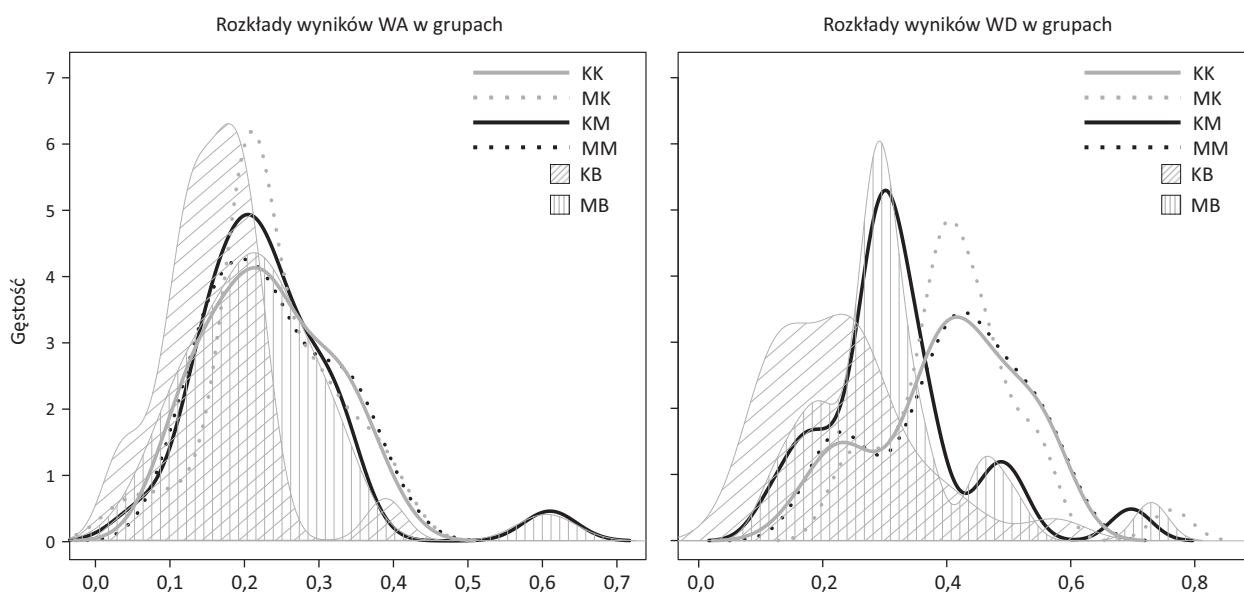 Rozkłady wyników WA w grupach
7
6
5
4
3
2
1
0
Gęstość
KK
MK
KM
MM
KB
MB
0,0 0,1 0,2 0,3 0,4 0,5 0,6 0,7
Rozkłady wyników WD w grupach
KK
MK
KM
MM
KB
MB
0,0 0,2 0,4 0,6 0,8